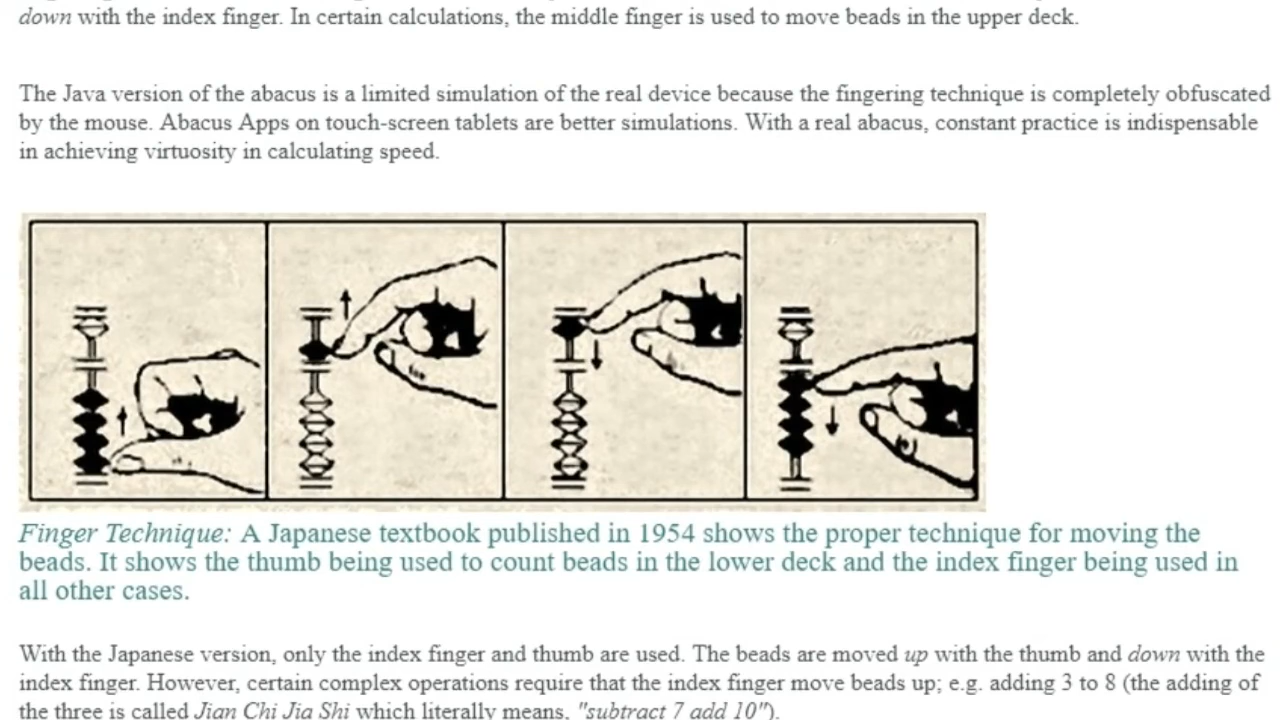 down with the index finger. In certain calculations, the middle finger is used to move beads in the upper deck.
The Java version of the abacus is a limited simulation of the real device because the fingering technique is completely obfuscated
by the mouse. Abacus Apps on touch-screen tablets are better simulations. With a real abacus, constant practice is indispensable
in achieving virtuosity in calculating speed.
Finger Technique: A Japanese textbook published in 1954 shows the proper technique for moving the
beads. It shows the thumb being used to count beads in the lower deck and the index finger being used in
all other cases.
With the Japanese version, only the index finger and thumb are used. The beads are moved up with the thumb and down with the
index finger. However, certain complex operations require that the index finger move beads up; e.g. adding 3 to 8 (the adding of
the three is called Jian Chi Jia Shi which literally means, "subtract 7 add 10").